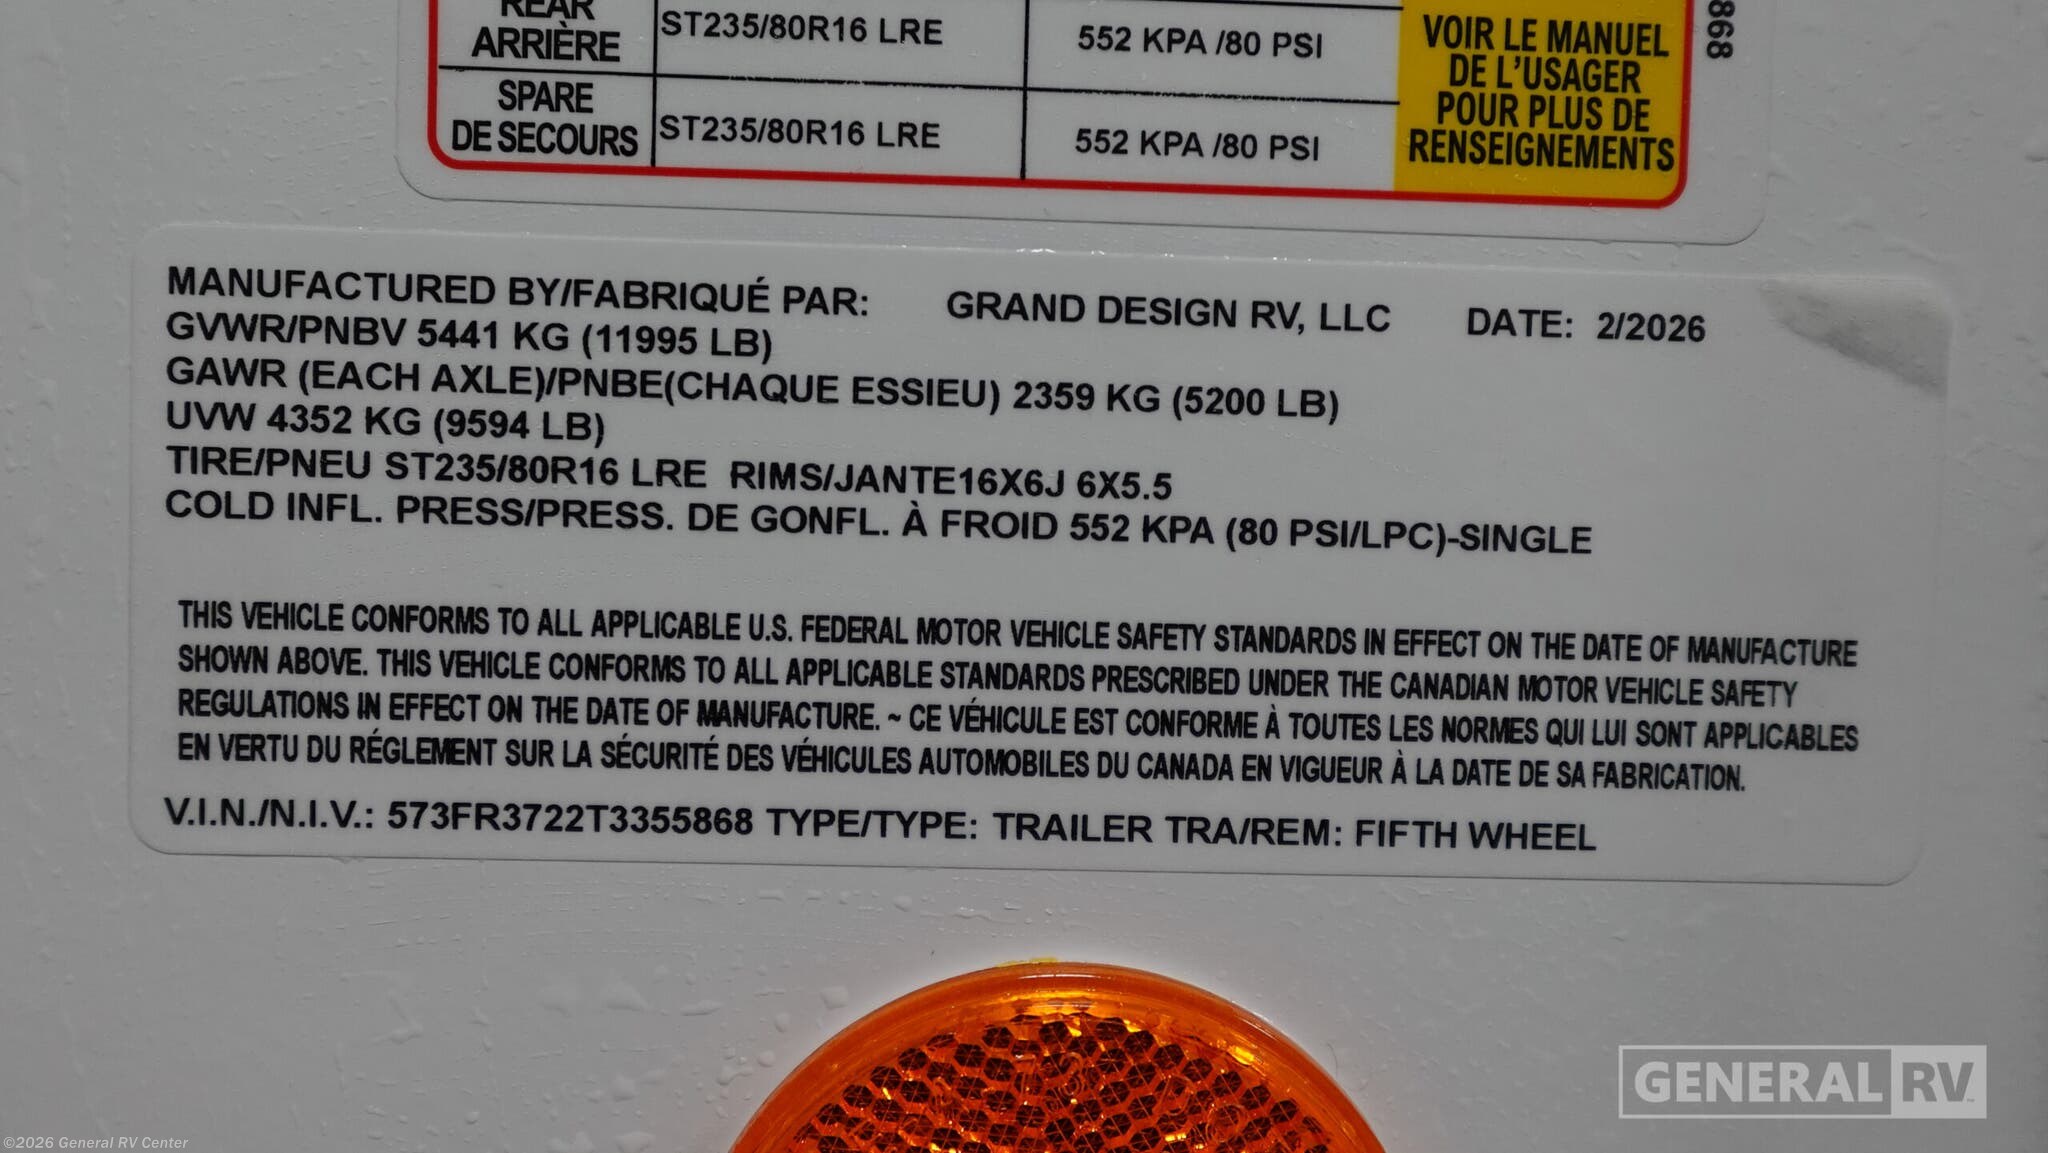 REAR
ARRIÈRE
ST235/80R16 LRE
552 KPA /80 PSI
SPARE
DE SECOURS
ST235/80R16 LRE
552 KPA /80 PSI
VOIR LE MANUEL
DE L'USAGER
POUR PLUS DE
RENSEIGNEMENTS
868
MANUFACTURED BY/FABRIQUÉ PAR: GRAND DESIGN RV, LLC DATE: 2/2026
GVWR/PNBV 5441 KG (11995 LB)
GAWR (EACH AXLE)/PNBE(CHAQUE ESSIEU) 2359 KG (5200 LB)
UVW 4352 KG (9594 LB)
TIRE/PNEU ST235/80R16 LRE RIMS/JANTE16X6J 6X5.5
COLD INFL. PRESS/PRESS. DE GONFL. À FROID 552 KPA (80 PSI/LPC)-SINGLE
THIS VEHICLE CONFORMS TO ALL APPLICABLE U.S. FEDERAL MOTOR VEHICLE SAFETY STANDARDS IN EFFECT ON THE DATE OF MANUFACTURE
SHOWN ABOVE. THIS VEHICLE CONFORMS TO ALL APPLICABLE STANDARDS PRESCRIBED UNDER THE CANADIAN MOTOR VEHICLE SAFETY
REGULATIONS IN EFFECT ON THE DATE OF MANUFACTURE. ~ CE VÉHICULE EST CONFORME À TOUTES LES NORMES QUI LUI SONT APPLICABLES
EN VERTU DU RÉGLEMENT SUR LA SÉCURITÉ DES VÉHICULES AUTOMOBILES DU CANADA EN VIGUEUR À LA DATE DE SA FABRICATION.
V.I.N./N.I.V.: 573FR3722T3355868 TYPE/TYPE: TRAILER TRA/REM: FIFTH WHEEL
GENERAL RV
©2026 General RV Center